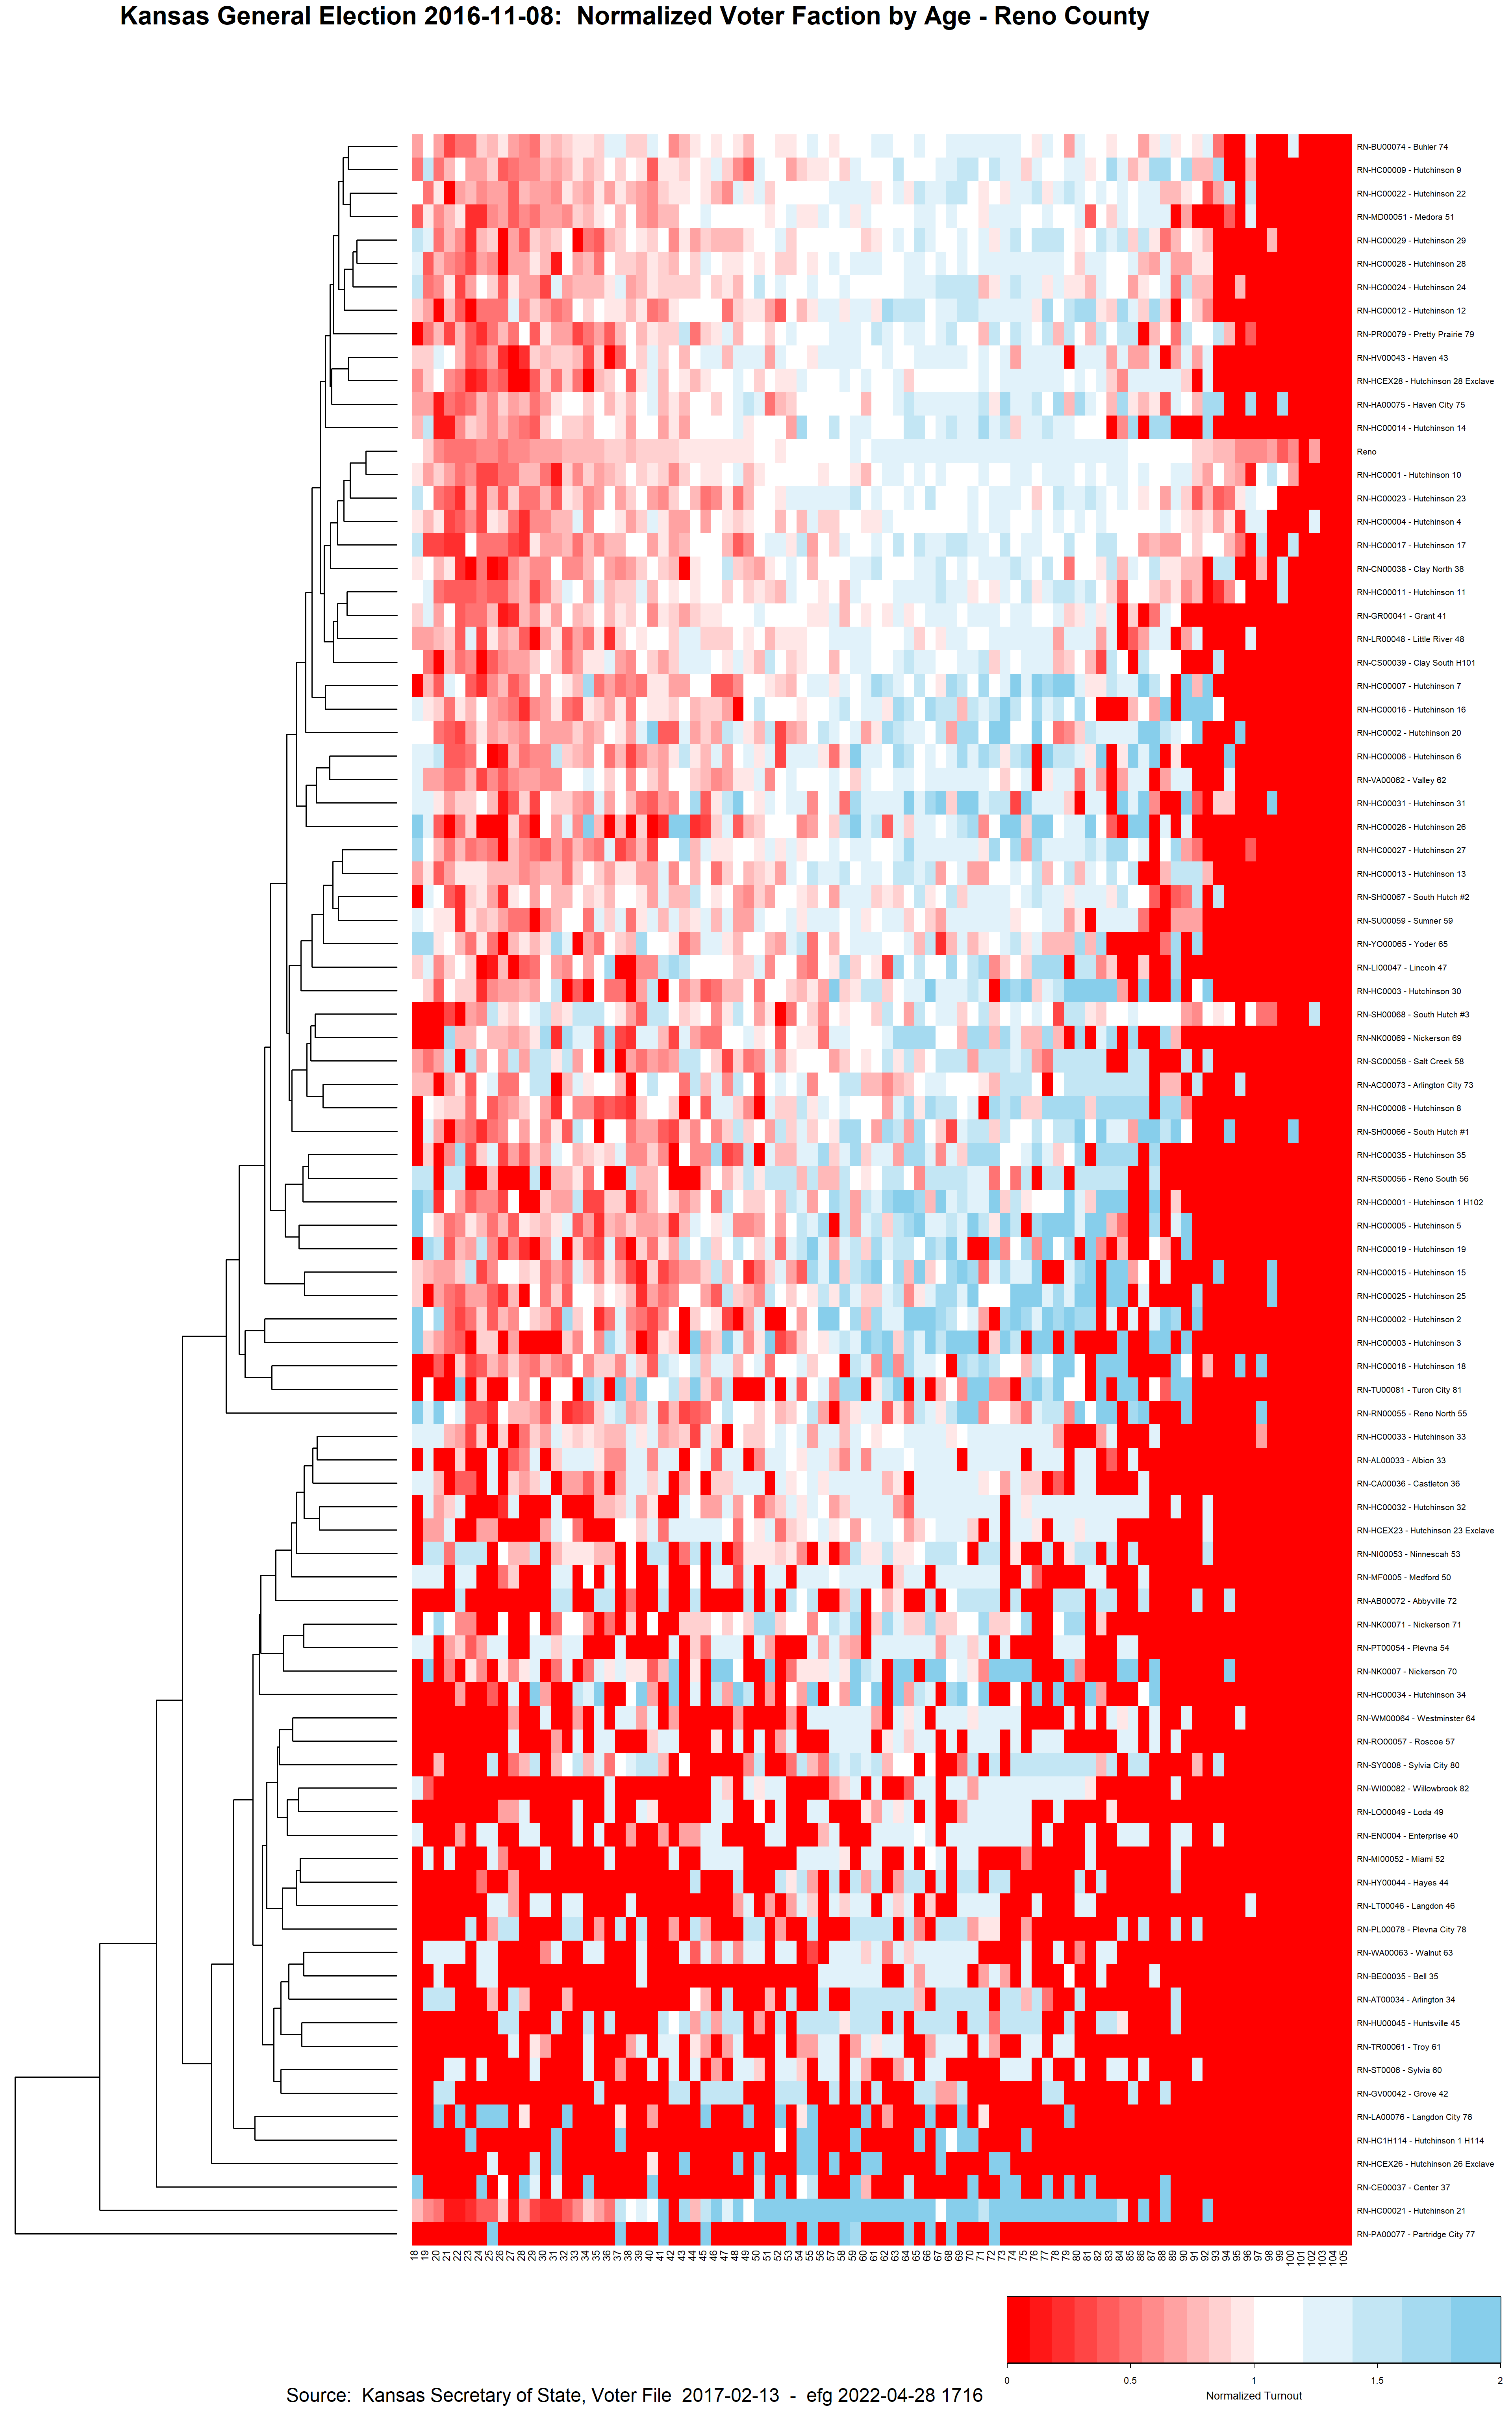 Kansas General Election 2016-11-08:  Normalized Voter Faction by Age - Reno County
RN-BU00074 - Buhler 74
RN-HC00009 - Hutchinson 9
RN-HC00022 - Hutchinson 22
RN-MD00051 - Medora 51
RN-HC00029 - Hutchinson 29
RN-HC00028 - Hutchinson 28
RN-HC00024 - Hutchinson 24
RN-HC00012 - Hutchinson 12
RN-PR00079 - Pretty Prairie 79
RN-HV00043 - Haven 43
RN-HCEX28 - Hutchinson 28 Exclave
RN-HA00075 - Haven City 75
RN-HC00014 - Hutchinson 14
Reno
RN-HC0001 - Hutchinson 10
RN-HC00023 - Hutchinson 23
RN-HC00004 - Hutchinson 4
RN-HC00017 - Hutchinson 17
RN-CN00038 - Clay North 38
RN-HC00011 - Hutchinson 11
RN-GR00041 - Grant 41
RN-LR00048 - Little River 48
RN-CS00039 - Clay South H101
RN-HC00007 - Hutchinson 7
RN-HC00016 - Hutchinson 16
RN-HC0002 - Hutchinson 20
RN-HC00006 - Hutchinson 6
RN-VA00062 - Valley 62
RN-HC00031 - Hutchinson 31
RN-HC00026 - Hutchinson 26
RN-HC00027 - Hutchinson 27
RN-HC00013 - Hutchinson 13
RN-SH00067 - South Hutch #2
RN-SU00059 - Sumner 59
RN-YO00065 - Yoder 65
RN-LI00047 - Lincoln 47
RN-HC0003 - Hutchinson 30
RN-SH00068 - South Hutch #3
RN-NK00069 - Nickerson 69
RN-SC00058 - Salt Creek 58
RN-AC00073 - Arlington City 73
RN-HC00008 - Hutchinson 8
RN-SH00066 - South Hutch #1
RN-HC00035 - Hutchinson 35
RN-RS00056 - Reno South 56
RN-HC00001 - Hutchinson 1 H102
RN-HC00005 - Hutchinson 5
RN-HC00019 - Hutchinson 19
RN-HC00015 - Hutchinson 15
RN-HC00025 - Hutchinson 25
RN-HC00002 - Hutchinson 2
RN-HC00003 - Hutchinson 3
RN-HC00018 - Hutchinson 18
RN-TU00081 - Turon City 81
RN-RN00055 - Reno North 55
RN-HC00033 - Hutchinson 33
RN-AL00033 - Albion 33
RN-CA00036 - Castleton 36
RN-HC00032 - Hutchinson 32
RN-HCEX23 - Hutchinson 23 Exclave
RN-NI00053 - Ninnescah 53
RN-MF0005 - Medford 50
RN-AB00072 - Abbyville 72
RN-NK00071 - Nickerson 71
RN-PT00054 - Plevna 54
RN-NK0007 - Nickerson 70
RN-HC00034 - Hutchinson 34
RN-WM00064 - Westminster 64
RN-RO00057 - Roscoe 57
RN-SY0008 - Sylvia City 80
RN-WI00082 - Willowbrook 82
RN-LO00049 - Loda 49
RN-EN0004 - Enterprise 40
RN-MI00052 - Miami 52
RN-HY00044 - Hayes 44
RN-LT00046 - Langdon 46
RN-PL00078 - Plevna City 78
RN-WA00063 - Walnut 63
RN-BE00035 - Bell 35
RN-AT00034 - Arlington 34
RN-HU00045 - Huntsville 45
RN-TR00061 - Troy 61
RN-ST0006 - Sylvia 60
RN-GV00042 - Grove 42
RN-LA00076 - Langdon City 76
RN-HC1H114 - Hutchinson 1 H114
RN-HCEX26 - Hutchinson 26 Exclave
RN-CE00037 - Center 37
RN-HC00021 - Hutchinson 21
RN-PA00077 - Partridge City 77
18 19 20 21 22 23 24 25 26 27 28 29 30 31 32 33 34 35 36 37 38 39 40 41 42 43 44 45 46 47 48 49 50 51 52 53 54 55 56 57 58 59 60 61 62 63 64 65 66 67 68 69 70 71 72 73 74 75 76 77 78 79 80 81 82 83 84 85 86 87 88 89 90 91 92 93 94 95 96 97 98 99 100 101 102 103 104 105
0 0.5 1 1.5 2
Normalized Turnout
Source:  Kansas Secretary of State, Voter File  2017-02-13  -  efg 2022-04-28 1716